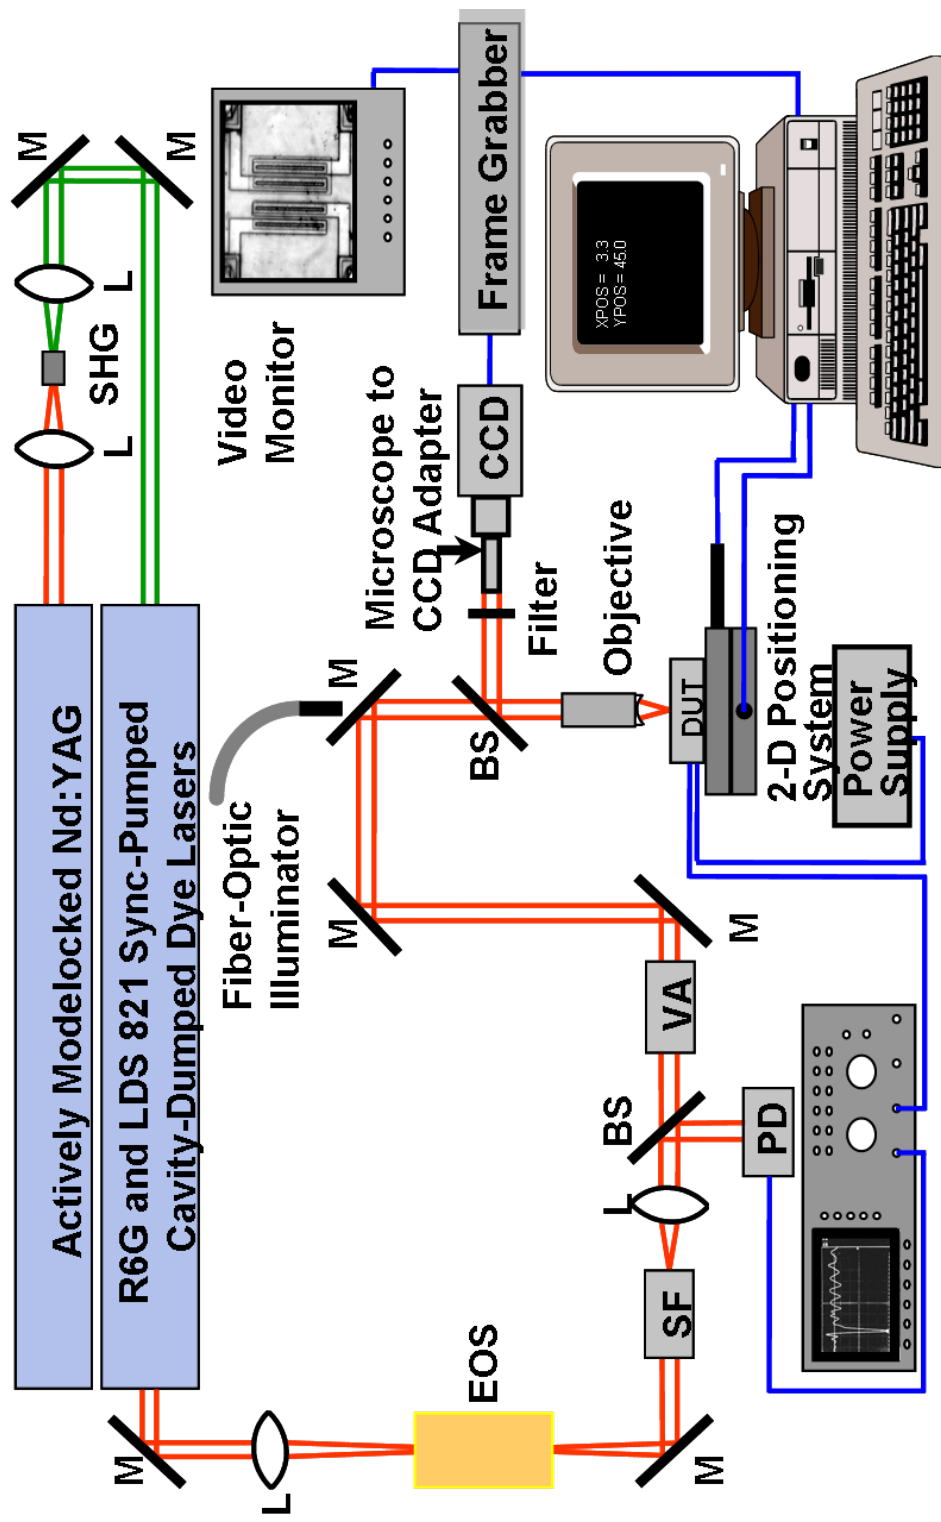 Actively Modelocked Nd:YAG
L
SHG
L
M
R6G and LDS 821 Sync-Pumped
Cavity-Dumped Dye Lasers
M
M
L
EOS
M
SF
L
BS
PD
VA
M
M
Fiber-Optic
Illuminator
M
BS
Filter
Microscope to
CCD Adapter
CCD
Frame Grabber
Video
Monitor
Objective
DUT
2-D Positioning
System
Power
Supply
XPOS = 3.3
YPOS = 45.0